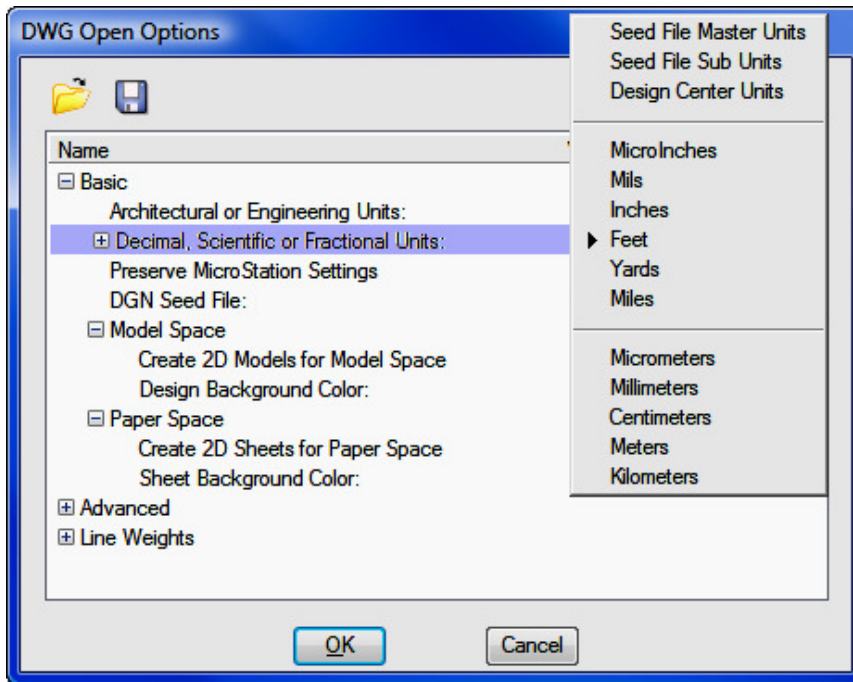 DWG Open Options
Name
Basic
Architectural or Engineering Units:
Decimal, Scientific or Fractional Units:
Preserve MicroStation Settings
DGN Seed File:
Model Space
Create 2D Models for Model Space
Design Background Color:
Paper Space
Create 2D Sheets for Paper Space
Sheet Background Color:
Advanced
Line Weights
Seed File Master Units
Seed File Sub Units
Design Center Units
MicroInches
Mils
Inches
Feet
Yards
Miles
Micrometers
Millimeters
Centimeters
Meters
Kilometers
OK
Cancel